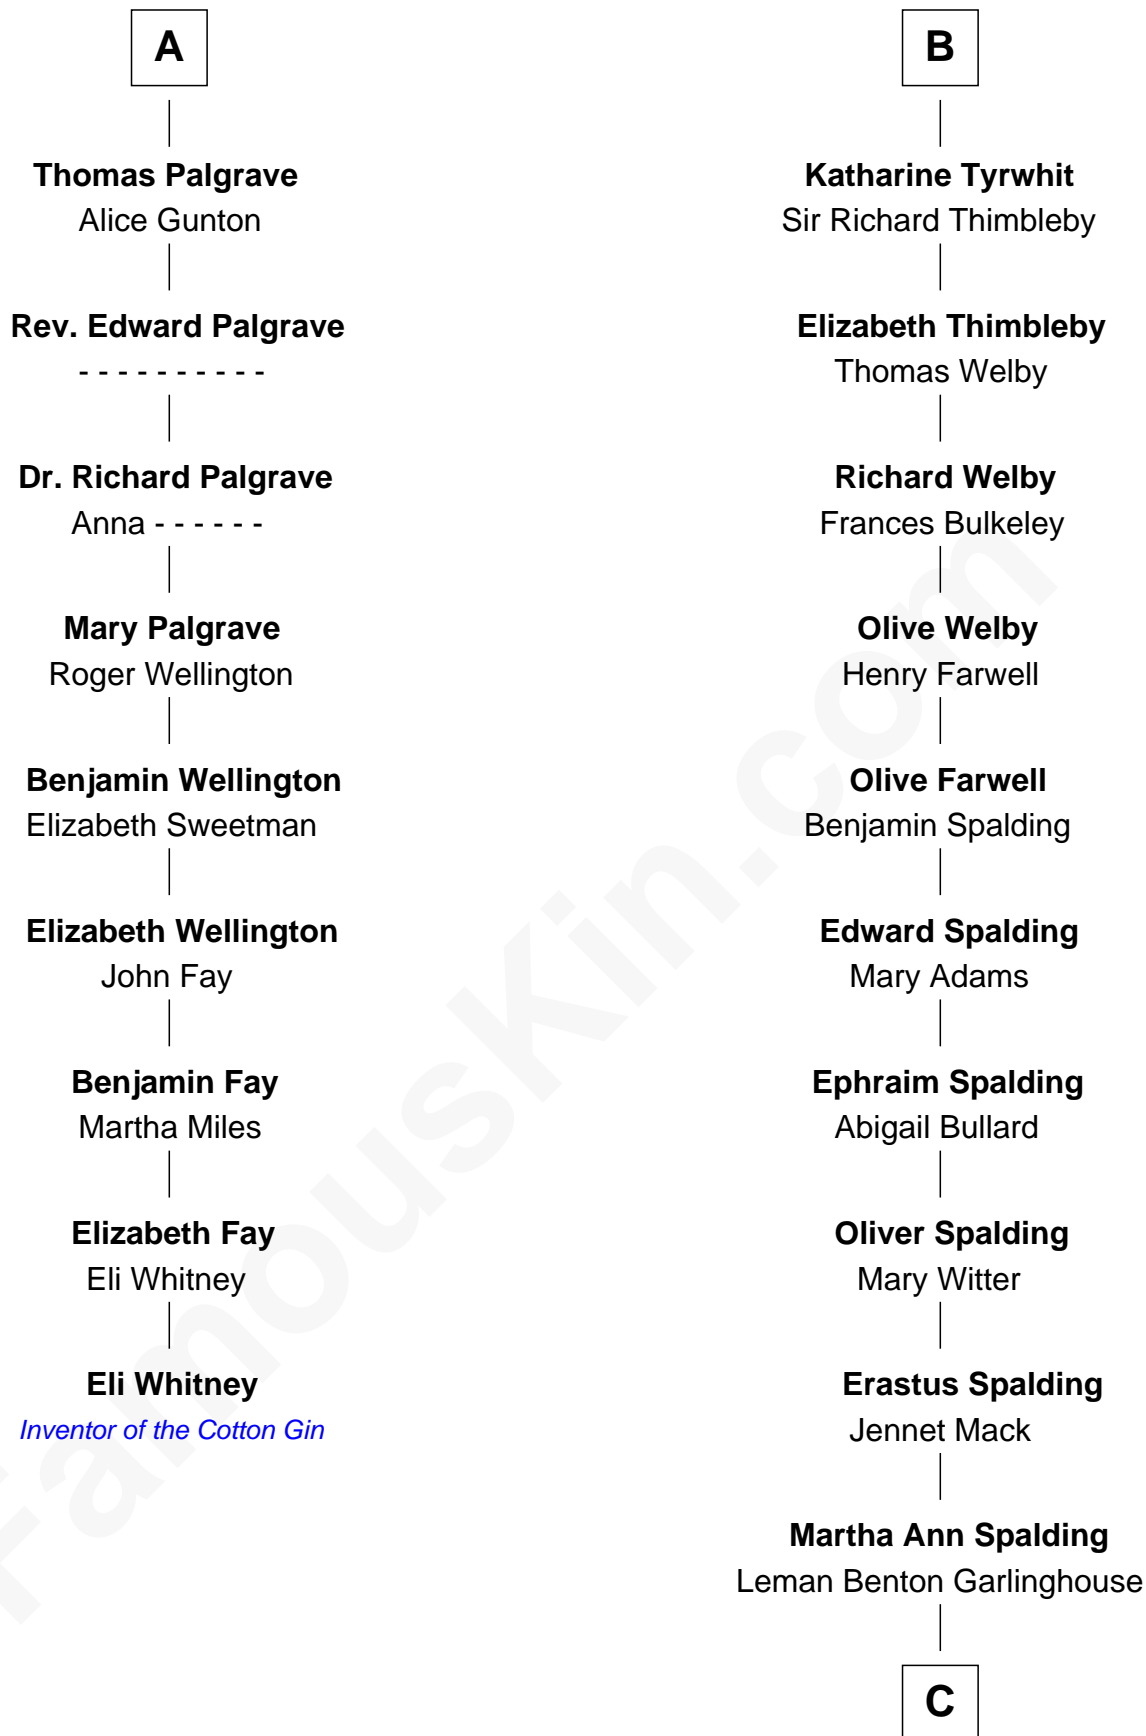 A
Thomas Palgrave
Alice Gunton
Rev. Edward Palgrave
- - - - - - - - - -
Dr. Richard Palgrave
Anna - - - - - -
Mary Palgrave
Roger Wellington
Benjamin Wellington
Elizabeth Sweetman
Elizabeth Wellington
John Fay
Benjamin Fay
Martha Miles
Elizabeth Fay
Eli Whitney
Eli Whitney
Inventor of the Cotton Gin
B
Katharine Tyrwhit
Sir Richard Thimbleby
Elizabeth Thimbleby
Thomas Welby
Richard Welby
Frances Bulkeley
Olive Welby
Henry Farwell
Olive Farwell
Benjamin Spalding
Edward Spalding
Mary Adams
Ephraim Spalding
Abigail Bullard
Oliver Spalding
Mary Witter
Erastus Spalding
Jennet Mack
Martha Ann Spalding
Leman Benton Garlinghouse
C
FamousKin.com